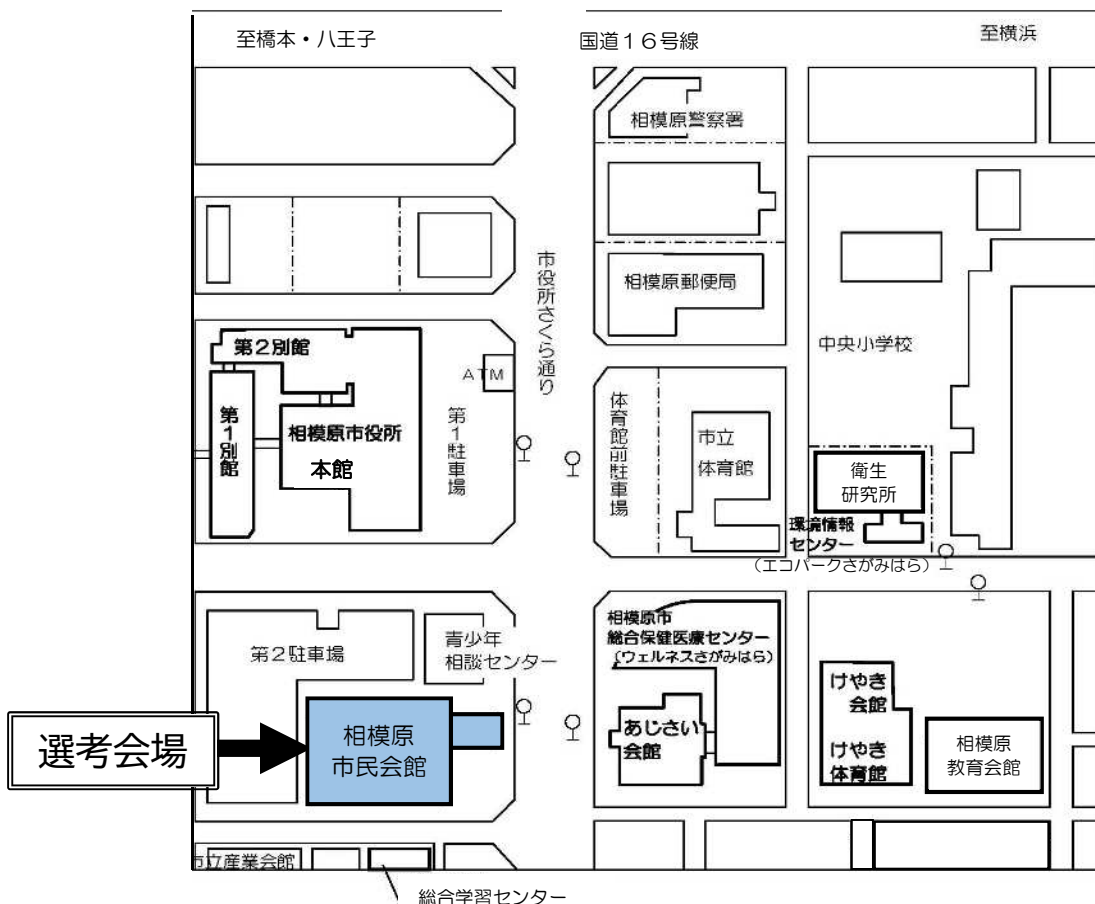 至橋本・八王子
国道１６号線
至横浜
相模原警察署
相模原郵便局
市役所さくら通り
中央小学校
第２別館
ＡＴＭ
第１別館
相模原市役所
本館
第１駐車場
体育館前駐車場
市立
体育館
衛生
研究所
環境情報
センター
（エコパークさがみはら）
第２駐車場
青少年
相談センター
相模原市
総合保健医療センター
（ウェルネスさがみはら）
あじさい
会館
けやき
会館
けやき
体育館
相模原
教育会館
選考会場
相模原
市民会館
市立産業会館
総合学習センター